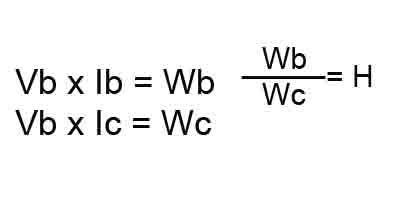 Vb x Ib = Wb
Vb x Ic = Wc
Wb
Wc
= H